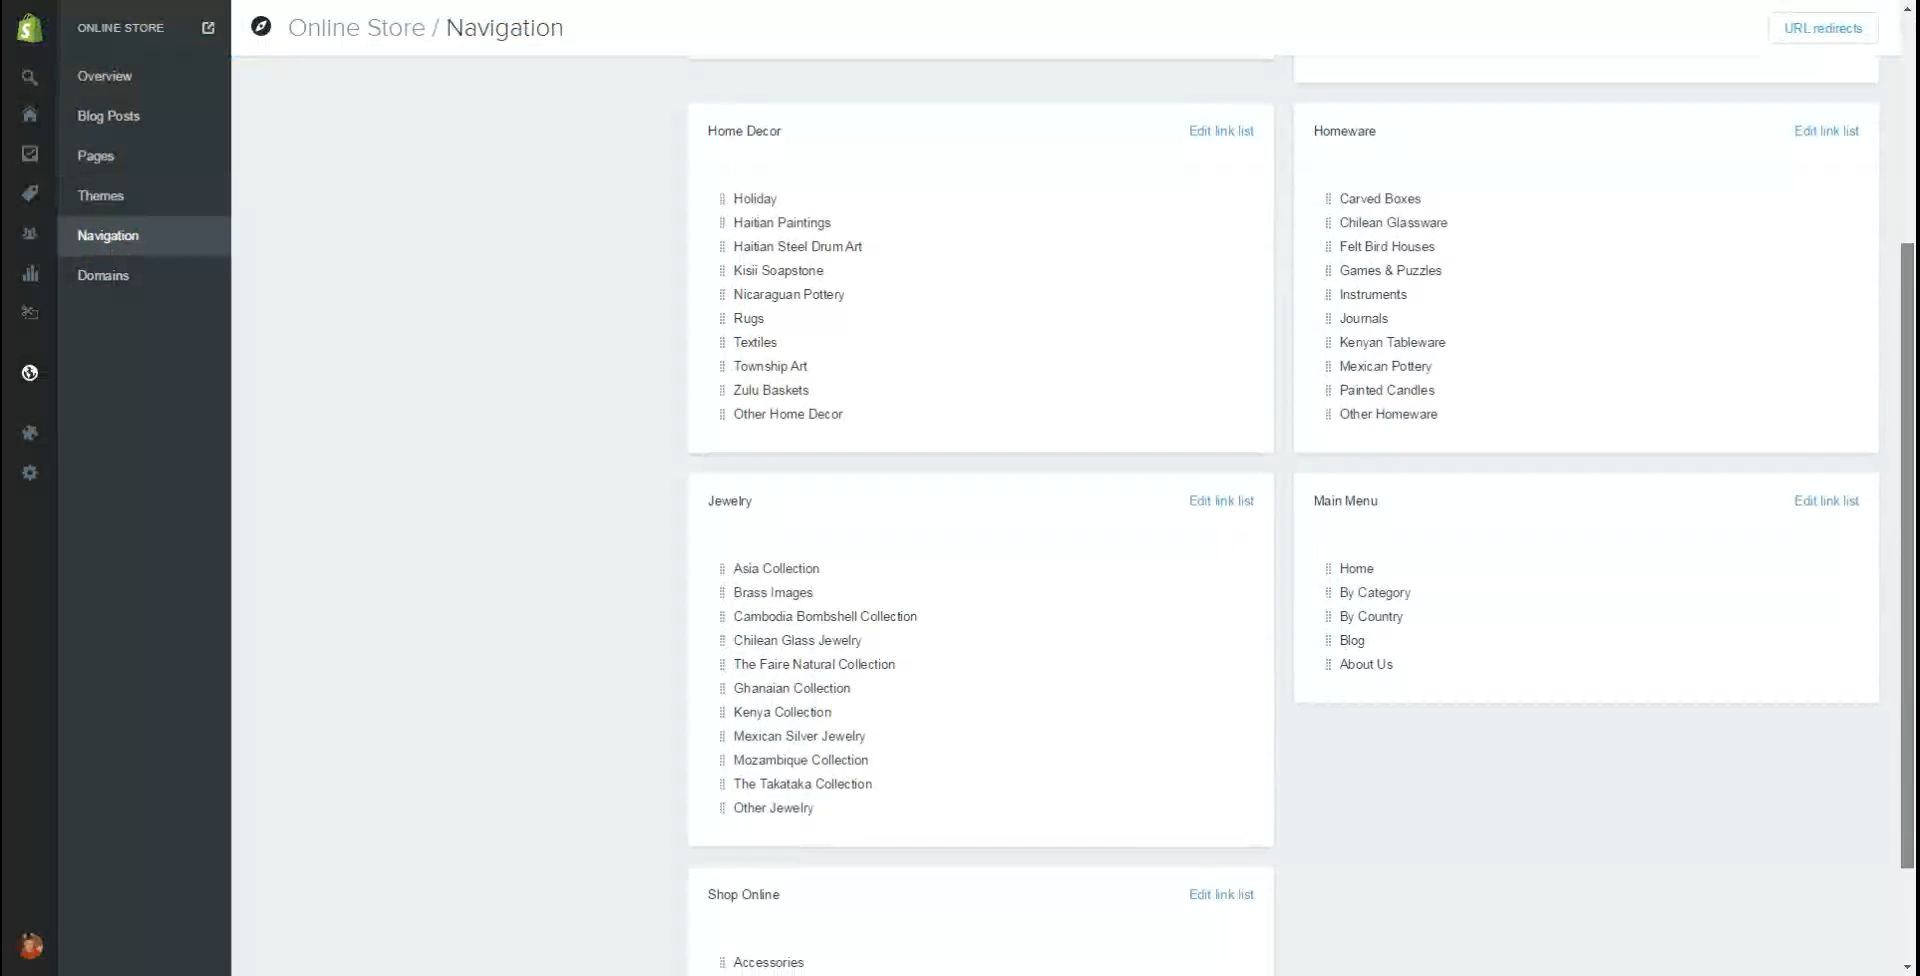 ONLINE STORE
Overview
Blog Posts
Pages
Themes
Navigation
Domains
Online Store / Navigation
URL redirects
Home Decor
Edit link list
Holiday
Haitian Paintings
Haitian Steel Drum Art
Kisii Soapstone
Nicaraguan Pottery
Rugs
Textiles
Township Art
Zulu Baskets
Other Home Decor
Homeware
Edit link list
Carved Boxes
Chilean Glassware
Felt Bird Houses
Games & Puzzles
Instruments
Journals
Kenyan Tableware
Mexican Pottery
Painted Candles
Other Homeware
Jewelry
Edit link list
Asia Collection
Brass Images
Cambodia Bombshell Collection
Chilean Glass Jewelry
The Faire Natural Collection
Ghanaian Collection
Kenya Collection
Mexican Silver Jewelry
Mozambique Collection
The Takataka Collection
Other Jewelry
Main Menu
Edit link list
Home
By Category
By Country
Blog
About Us
Shop Online
Edit link list
Accessories